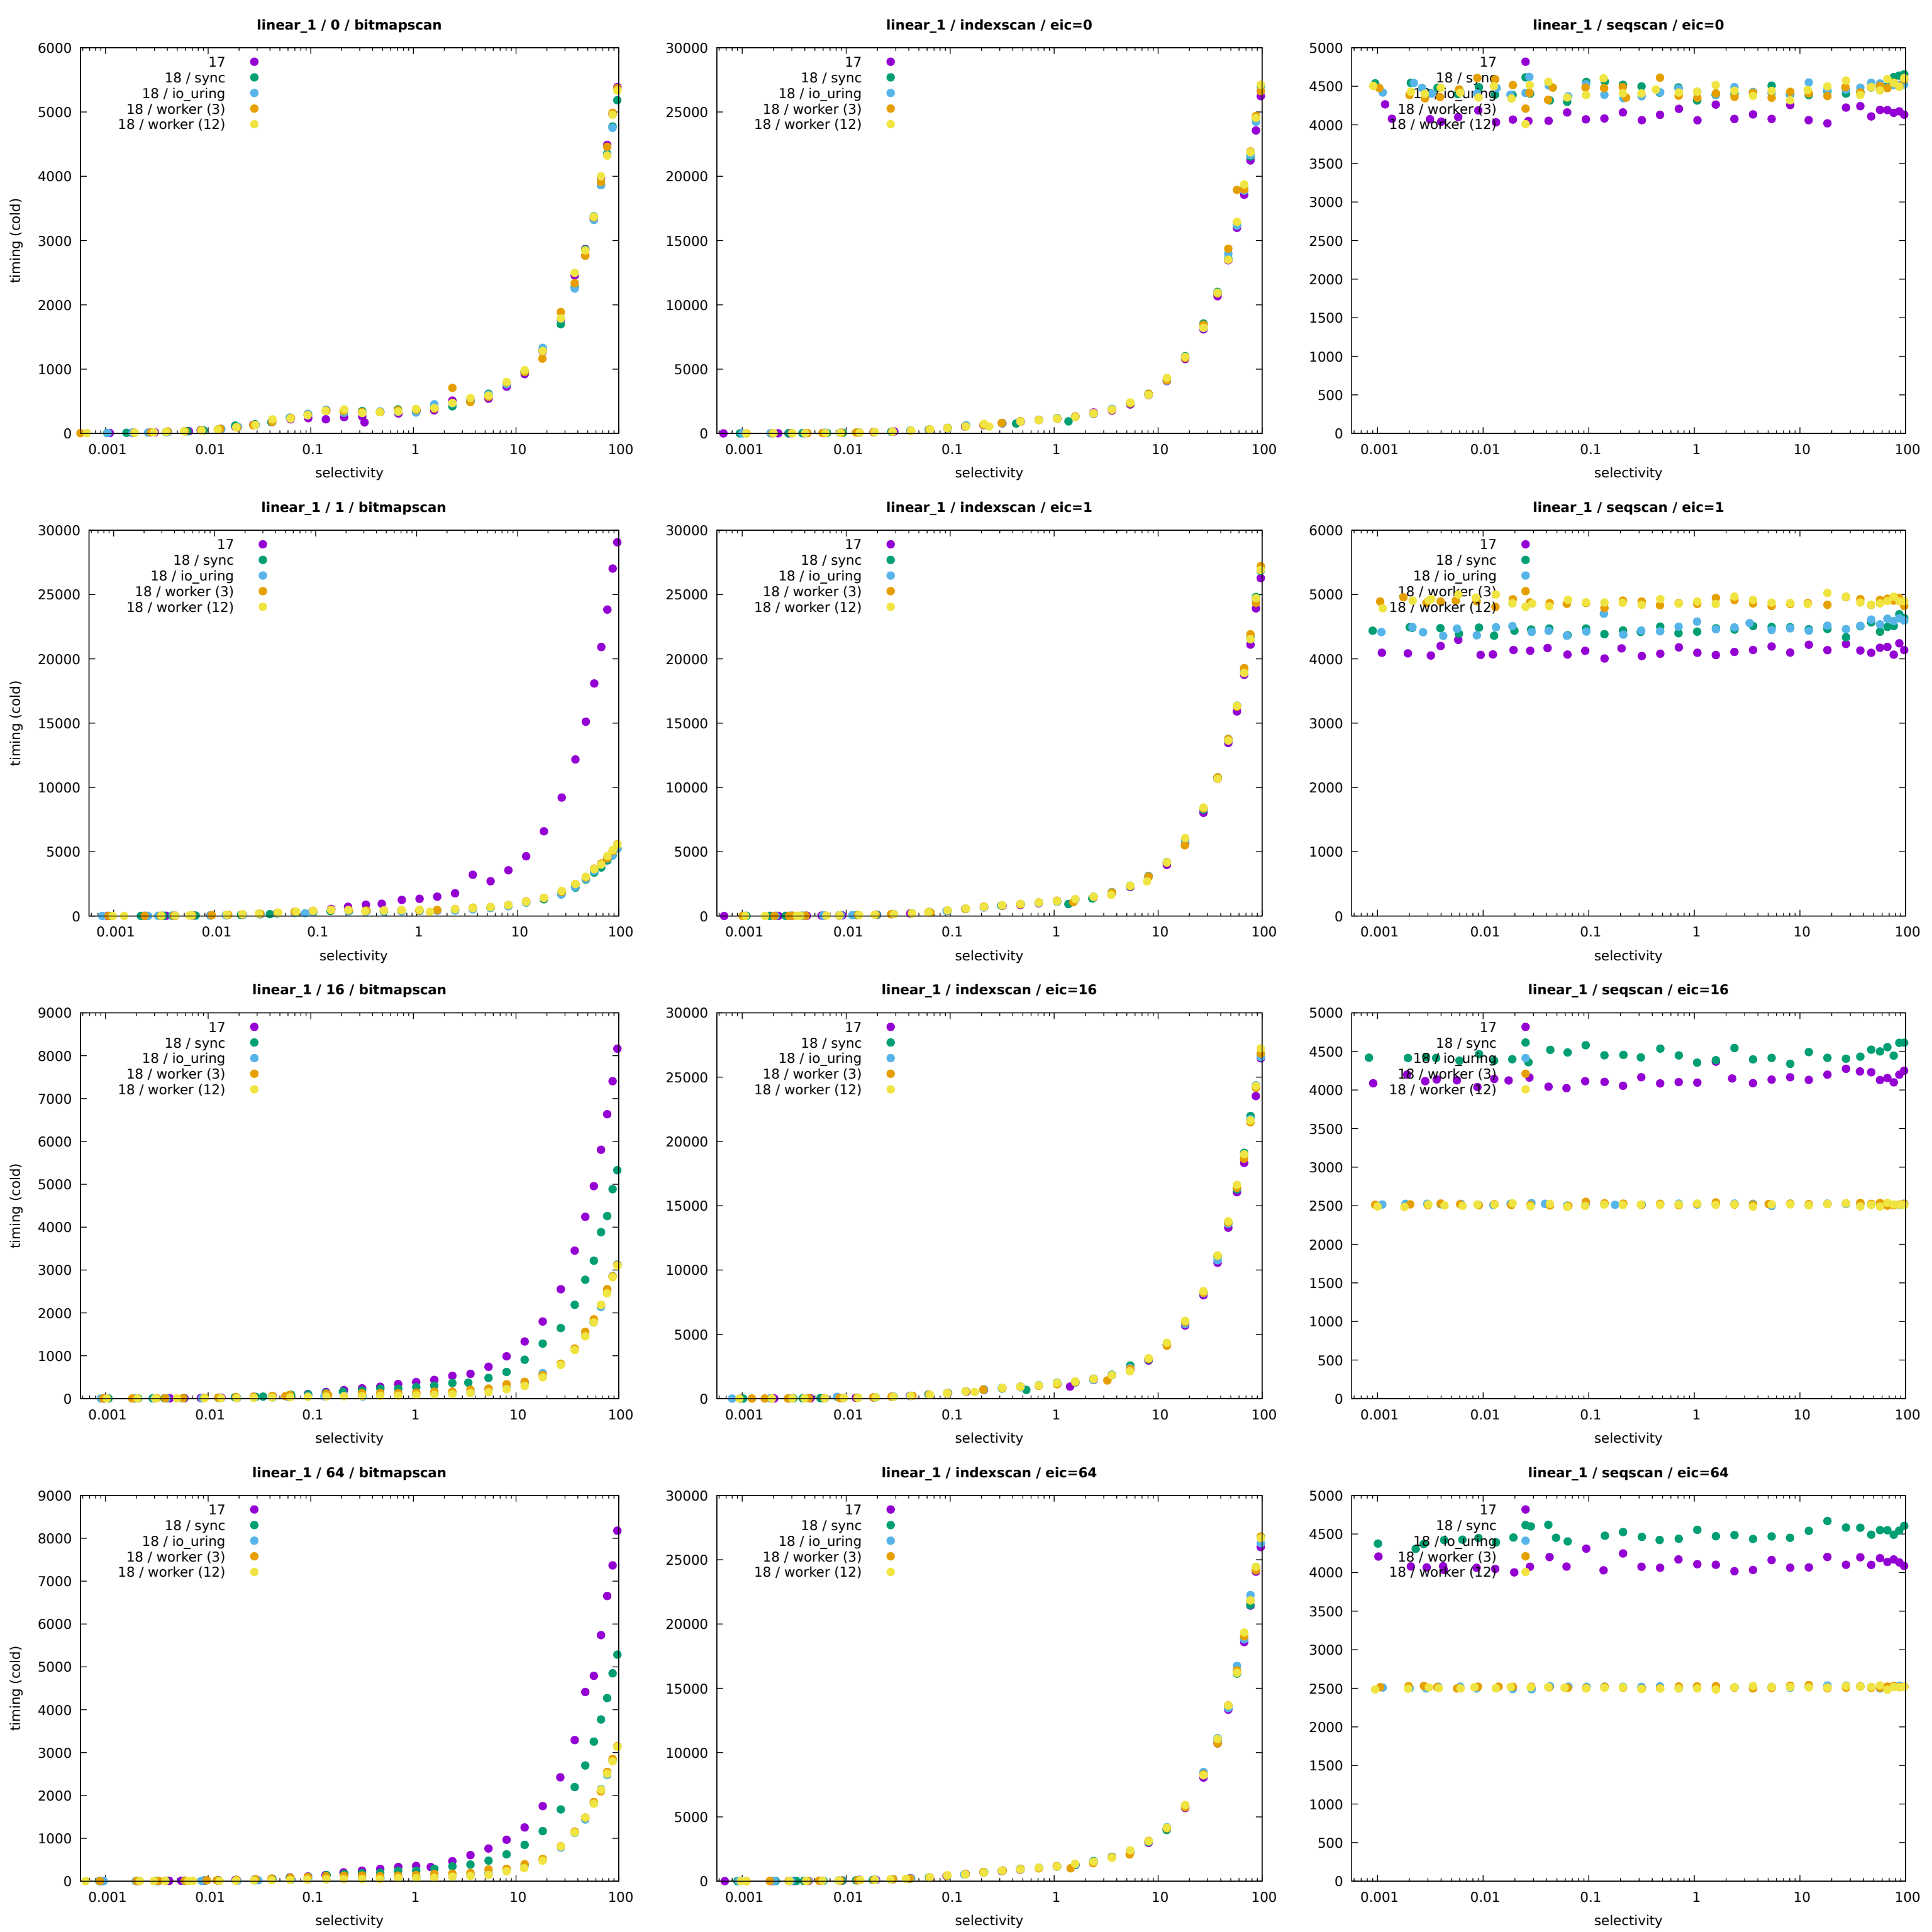 linear_1 / 0 / bitmapscan
timing (cold)
6000
5000
4000
3000
2000
1000
0
17
18 / sync
18 / io_uring
18 / worker (3)
18 / worker (12)
0.001 0.01 0.1 1 10 100
selectivity
linear_1 / indexscan / eic=0
30000
25000
20000
15000
10000
5000
0
17
18 / sync
18 / io_uring
18 / worker (3)
18 / worker (12)
0.001 0.01 0.1 1 10 100
selectivity
linear_1 / seqscan / eic=0
5000
4500
4000
3500
3000
2500
2000
1500
1000
500
0
17
18 / sync
18 / io_uring
18 / worker (3)
18 / worker (12)
0.001 0.01 0.1 1 10 100
selectivity
linear_1 / 1 / bitmapscan
timing (cold)
30000
25000
20000
15000
10000
5000
0
17
18 / sync
18 / io_uring
18 / worker (3)
18 / worker (12)
0.001 0.01 0.1 1 10 100
selectivity
linear_1 / indexscan / eic=1
30000
25000
20000
15000
10000
5000
0
17
18 / sync
18 / io_uring
18 / worker (3)
18 / worker (12)
0.001 0.01 0.1 1 10 100
selectivity
linear_1 / seqscan / eic=1
6000
5000
4000
3000
2000
1000
0
17
18 / sync
18 / io_uring
18 / worker (3)
18 / worker (12)
0.001 0.01 0.1 1 10 100
selectivity
linear_1 / 16 / bitmapscan
timing (cold)
9000
8000
7000
6000
5000
4000
3000
2000
1000
0
17
18 / sync
18 / io_uring
18 / worker (3)
18 / worker (12)
0.001 0.01 0.1 1 10 100
selectivity
linear_1 / indexscan / eic=16
30000
25000
20000
15000
10000
5000
0
17
18 / sync
18 / io_uring
18 / worker (3)
18 / worker (12)
0.001 0.01 0.1 1 10 100
selectivity
linear_1 / seqscan / eic=16
5000
4500
4000
3500
3000
2500
2000
1500
1000
500
0
17
18 / sync
18 / io_uring
18 / worker (3)
18 / worker (12)
0.001 0.01 0.1 1 10 100
selectivity
linear_1 / 64 / bitmapscan
timing (cold)
9000
8000
7000
6000
5000
4000
3000
2000
1000
0
17
18 / sync
18 / io_uring
18 / worker (3)
18 / worker (12)
0.001 0.01 0.1 1 10 100
selectivity
linear_1 / indexscan / eic=64
30000
25000
20000
15000
10000
5000
0
17
18 / sync
18 / io_uring
18 / worker (3)
18 / worker (12)
0.001 0.01 0.1 1 10 100
selectivity
linear_1 / seqscan / eic=64
5000
4500
4000
3500
3000
2500
2000
1500
1000
500
0
17
18 / sync
18 / io_uring
18 / worker (3)
18 / worker (12)
0.001 0.01 0.1 1 10 100
selectivity